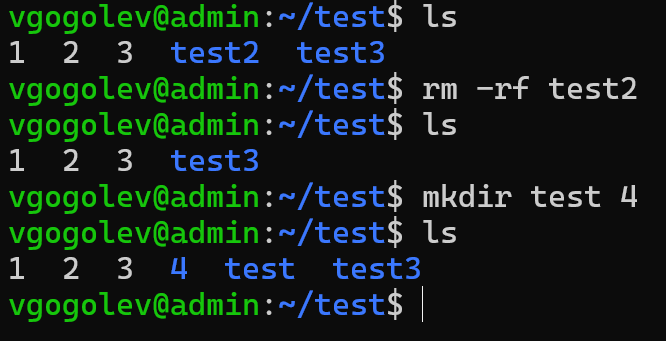 vgogolev@admin:~/test$ ls
1  2  3  test2  test3
vgogolev@admin:~/test$ rm -rf test2
vgogolev@admin:~/test$ ls
1  2  3  test3
vgogolev@admin:~/test$ mkdir test 4
vgogolev@admin:~/test$ ls
1  2  3  4  test  test3
vgogolev@admin:~/test$